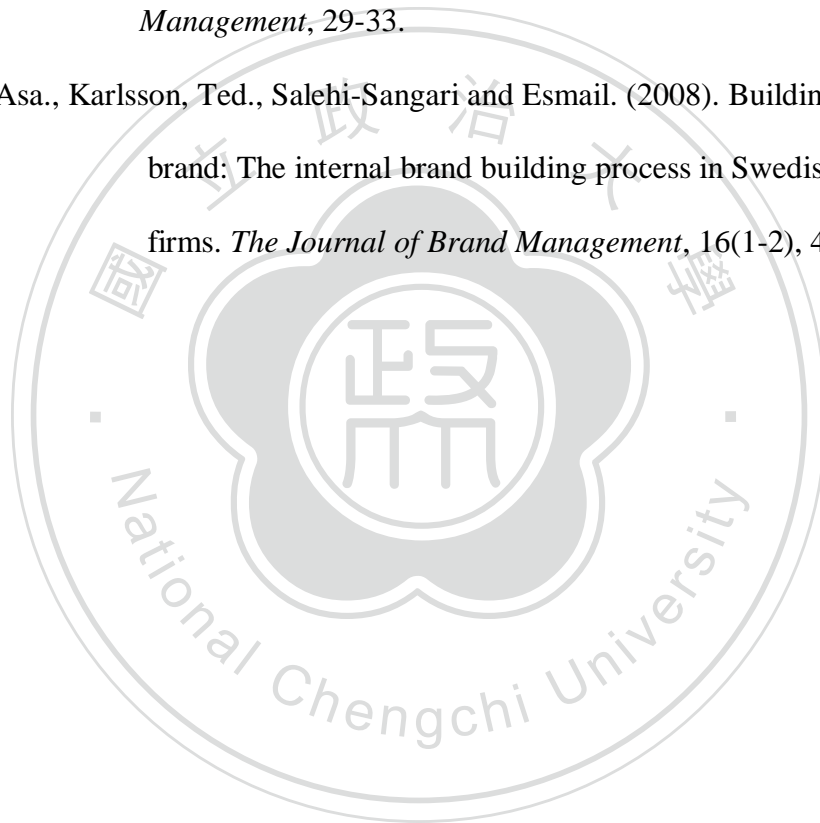 Management, 29-33.
Asa., Karlsson, Ted., Salehi-Sangari and Esmail. (2008). Buildin
brand: The internal brand building process in Swedis
firms. The Journal of Brand Management, 16(1-2), 4
國立政治大學
政
National Chengchi University